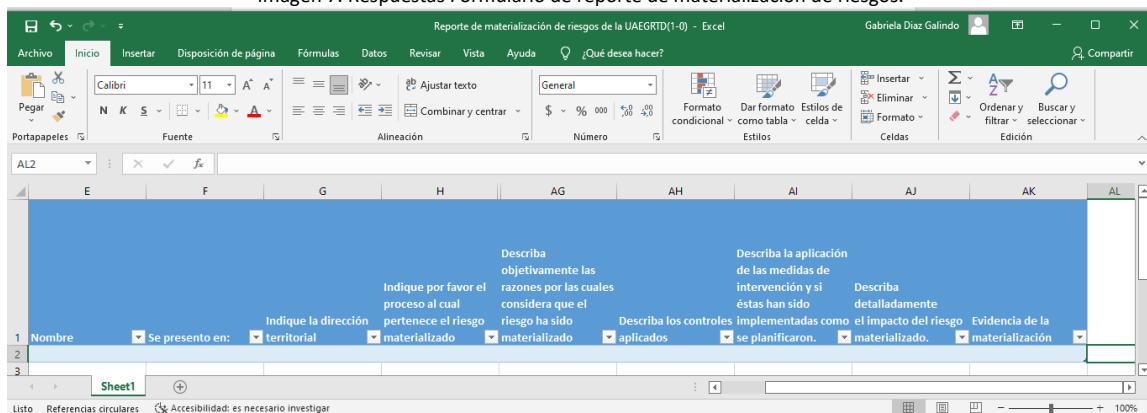 Imagen 7. Respuestas Formulario de reporte de materialización de riesgos.
Reporte de materialización de riesgos de la UAEGRTD(1-0) - Excel
Gabriela Diaz Galindo
Archivo Inicio Insertar Disposición de página Fórmulas Datos Revisar Vista Ayuda ¿Qué desea hacer? Compartir
Pegar
Calibri 11 A A
N K S A
Ajustar texto
Combinar y centrar
General
$ % 000
Formato condicional
Dar formato como tabla
Estilos de celda
Insertar
Eliminar
Formato
Ordenar y filtrar
Buscar y seleccionar
Portapapeles Fuente Alineación Número Estilos Celdas Edición
AL2 fx
E F G H AG AH AI AJ AK AL
1 Nombre
Se presento en:
Indique la dirección
territorial
Indique por favor el
proceso al cual
pertenece el riesgo
materializado
Describa
objetivamente las
razones por las cuales
considera que el
riesgo ha sido
materializado
Describa los controles
aplicados
Describa la aplicación
de las medidas de
intervención y si
éstas han sido
implementadas como
se planificaron.
Describa
detalladamente
el impacto del riesgo
materializado.
Evidencia de la
materialización
2
3
Sheet1
Listo Referencias circulares Accesibilidad: es necesario investigar 100%